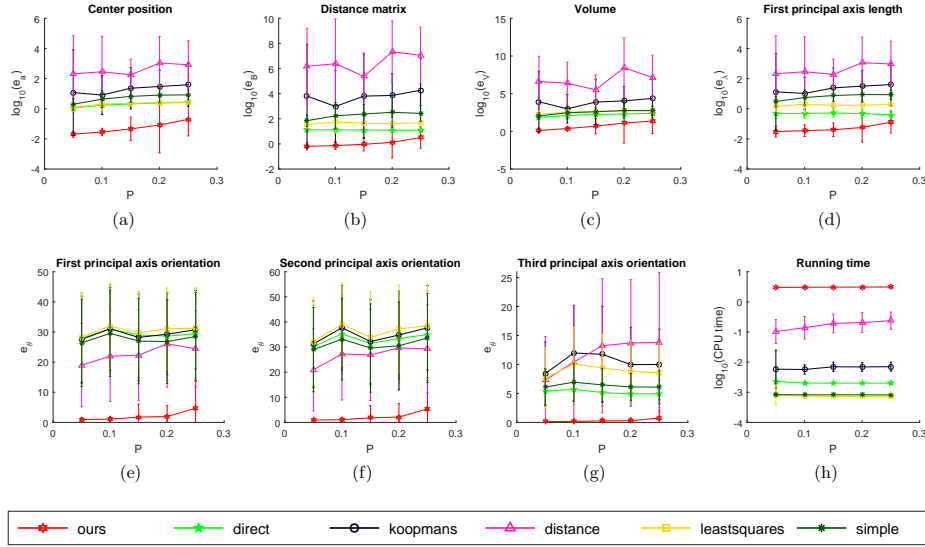 Center position
log10(ea)
6
4
2
0
-2
-4
0
0.1
0.2
0.3
P
(a)
Distance matrix
log10(eB)
10
8
6
4
2
0
-2
0
0.1
0.2
0.3
P
(b)
Volume
log10(eV)
15
10
5
0
-5
0
0.1
0.2
0.3
P
(c)
First principal axis length
6
4
2
0
-2
-4
0
0.1
0.2
0.3
P
(d)
First principal axis orientation
eθ
50
40
30
20
10
0
0
0.1
0.2
0.3
P
(e)
Second principal axis orientation
eθ
60
50
40
30
20
10
0
0
0.1
0.2
0.3
P
(f)
Third principal axis orientation
eθ
25
20
15
10
5
0
0
0.1
0.2
0.3
P
(g)
Running time
log10(CPU time)
1
0
-1
-2
-3
-4
0
0.1
0.2
0.3
P
(h)
ours direct koopmans distance leastsquares simple